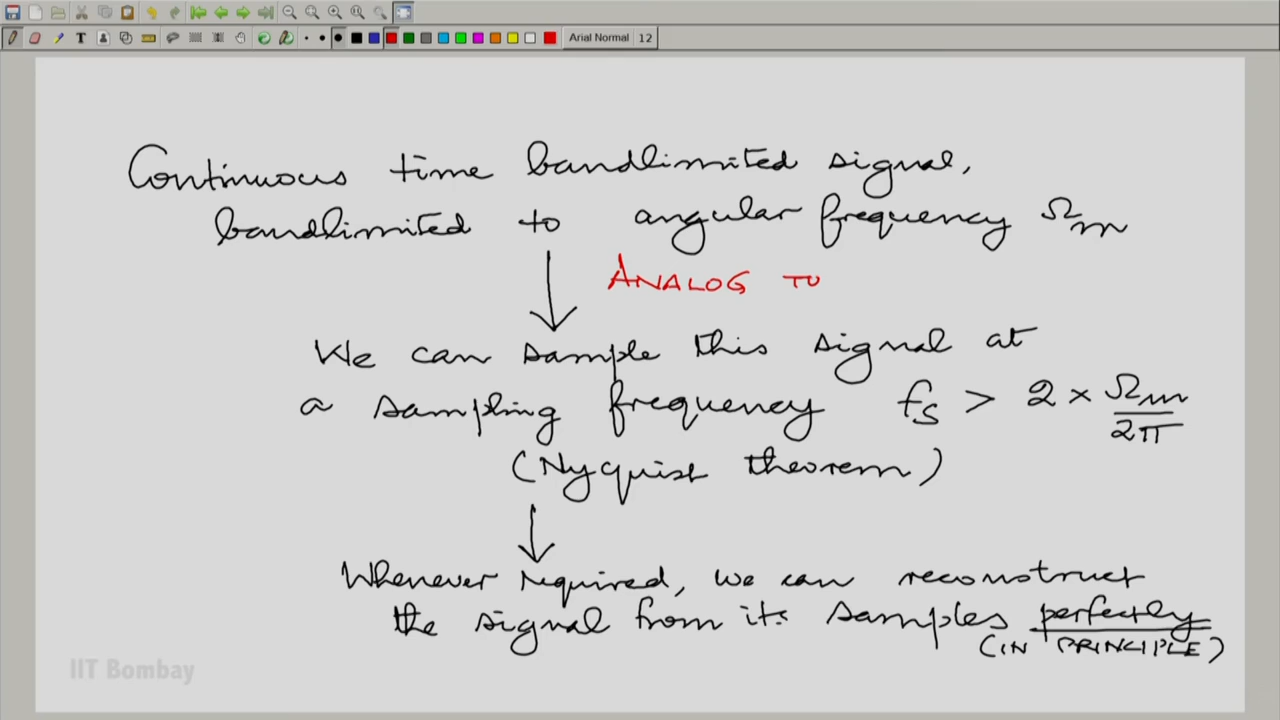 Arial Normal 12
Continuous time bandlimited signal,
bandlimited to angular frequency Ωm
ANALOG TO
We can sample this signal at
a sampling frequency fs > 2 × Ωm/2π
(Nyquist theorem)
Whenever required, we can reconstruct
the signal from its samples perfectly
(IN PRINCIPLE)
IIT Bombay